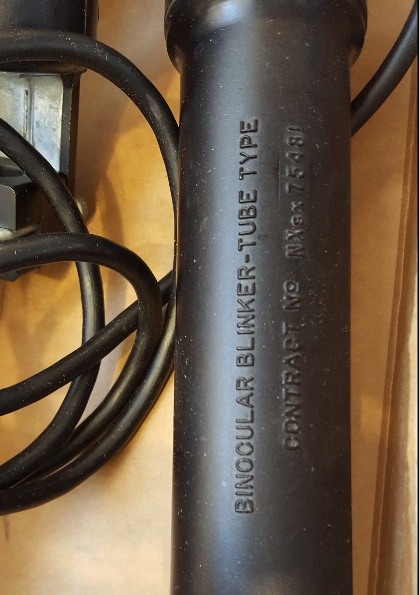 BINOCULAR BLINKER-TUBE TYPE
CONTRACT Nº NXsx 75481